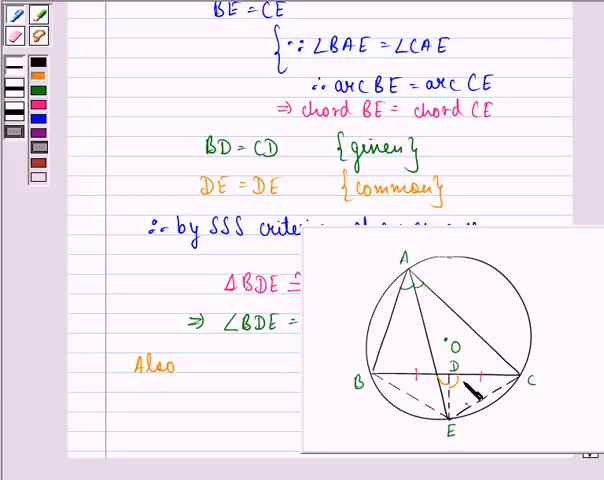 BE = CE
{∵ ∠BAE = ∠CAE
∴ arc BE = arc CE
⇒ chord BE = chord CE
BD = CD {given}
DE = DE {common}
∴ by SSS
ΔBDE ≅
⇒ ∠BDE =
Also
A
O
D
B
C
E